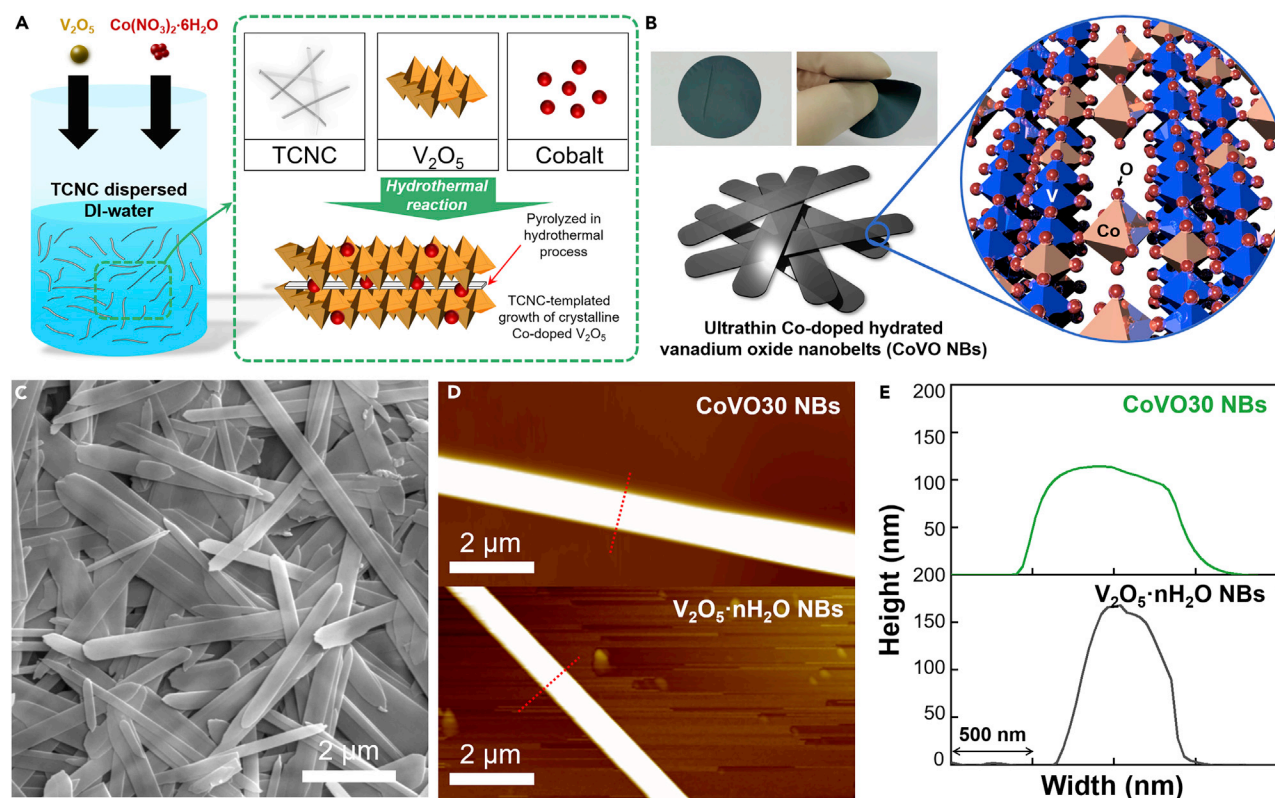 A
V₂O₅
Co(NO₃)₂·6H₂O
TCNC dispersed
DI-water
TCNC
V₂O₅
Cobalt
Hydrothermal
reaction
Pyrolyzed in
hydrothermal
process
TCNC-templated
growth of crystalline
Co-doped V₂O₅
B
O
V
Co
Ultrathin Co-doped hydrated
vanadium oxide nanobelts (CoVO NBs)
C
2 µm
D
CoVO30 NBs
2 µm
V₂O₅·nH₂O NBs
2 µm
E
Height (nm)
200
150
100
50
CoVO30 NBs
200
150
100
50
0
V₂O₅·nH₂O NBs
500 nm
Width (nm)